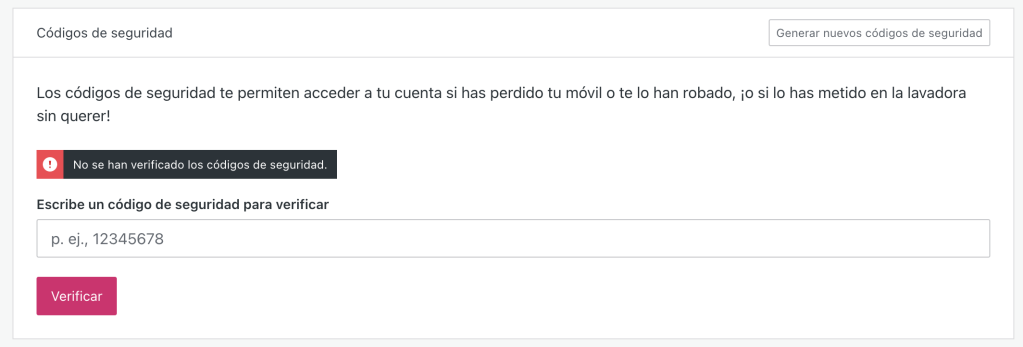 Códigos de seguridad
Generar nuevos códigos de seguridad
Los códigos de seguridad te permiten acceder a tu cuenta si has perdido tu móvil o te lo han robado, ¡o si lo has metido en la lavadora
sin querer!
No se han verificado los códigos de seguridad.
Escribe un código de seguridad para verificar
p. ej., 12345678
Verificar